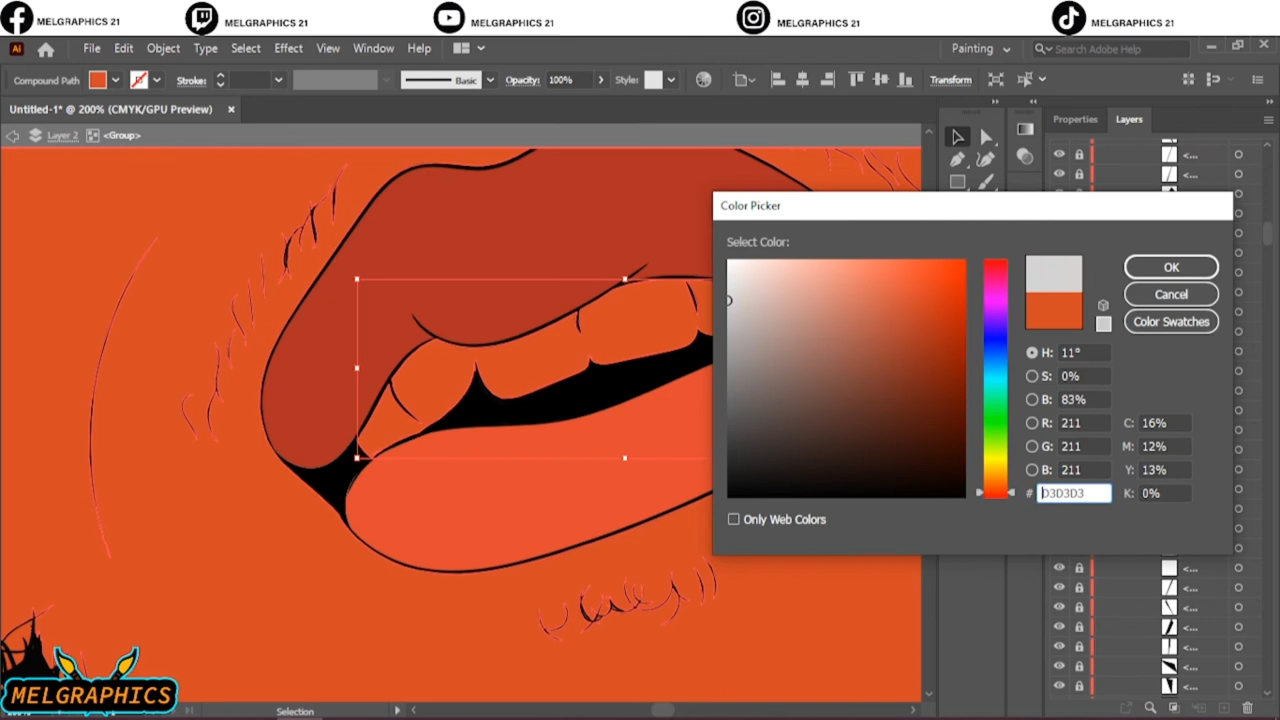 MELGRAPHICS 21 MELGRAPHICS 21 MELGRAPHICS 21 MELGRAPHICS 21 MELGRAPHICS 21
Ai File Edit Object Type Select Effect View Window Help Painting Search Adobe Help
Compound Path Stroke: Basic Opacity: 100% Style: Transform
Untitled-1* @ 200% (CMYK/GPU Preview) ×
Layer 2 <Group>
Properties Layers
<...
<...
Color Picker
Select Color:
OK
Cancel
Color Swatches
H: 11°
S: 0%
B: 83%
R: 211 C: 16%
G: 211 M: 12%
B: 211 Y: 13%
# D3D3D3 K: 0%
Only Web Colors
<...
<...
<...
<...
<...
<...
<...
MELGRAPHICS
Selection